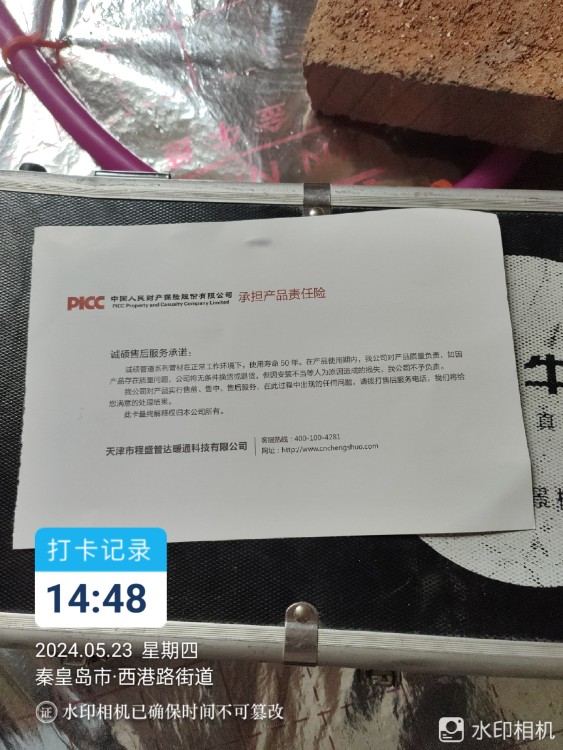 PICC 中国人民财产保险股份有限公司 承担产品责任险
PICC Property and Casualty Company Limited
诚硕售后服务承诺：
诚硕管道系列管材在正常工作环境下，使用寿命50年。在产品使用期内，我公司对产品质量负责，如因
产品存在质量问题，公司将无条件换货或退货。但因安装不当等人为原因造成的损失，我公司不予负责。
我公司对产品实行售前、售中、售后服务，在此过程中出现的任何问题，请拨打售后服务电话，我们将给
您满意的处理结果。
此卡最终解释权归本公司所有。
天津市程盛管达暖通科技有限公司
客服热线：400-100-4281
网址：http://www.cnchengshuo.com
牛
真
打卡记录
14:48
2024.05.23 星期四
秦皇岛市·西港路街道
证 水印相机已确保时间不可篡改
水印相机